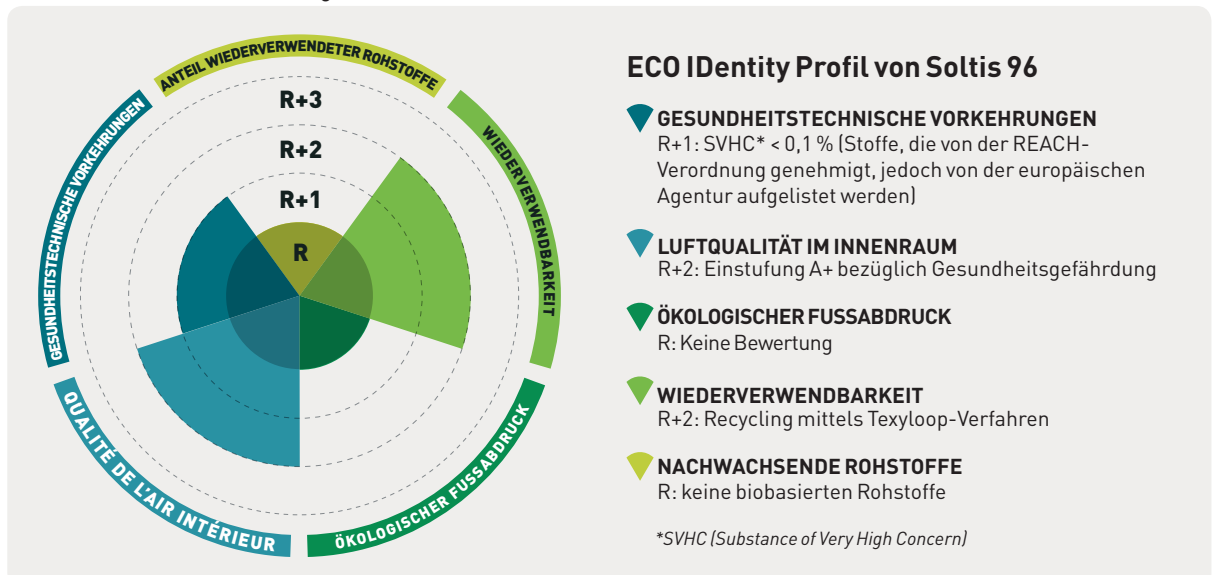 ANTEIL WIEDERVERWENDETER ROHSTOFFE
WIEDERVERWENDBARKEIT
ÖKOLOGISCHER FUSSABDRUCK
QUALITÉ DE L'AIR INTÉRIEUR
GESUNDHEITSTECHNISCHE VORKEHRUNGEN
R+3
R+2
R+1
R
ECO IDentity Profil von Soltis 96
GESUNDHEITSTECHNISCHE VORKEHRUNGEN
R+1: SVHC* < 0,1 % (Stoffe, die von der REACH-
Verordnung genehmigt, jedoch von der europäischen
Agentur aufgelistet werden)
LUFTQUALITÄT IM INNENRAUM
R+2: Einstufung A+ bezüglich Gesundheitsgefährdung
ÖKOLOGISCHER FUSSABDRUCK
R: Keine Bewertung
WIEDERVERWENDBARKEIT
R+2: Recycling mittels Texyloop-Verfahren
NACHWACHSENDE ROHSTOFFE
R: keine biobasierten Rohstoffe
*SVHC (Substance of Very High Concern)